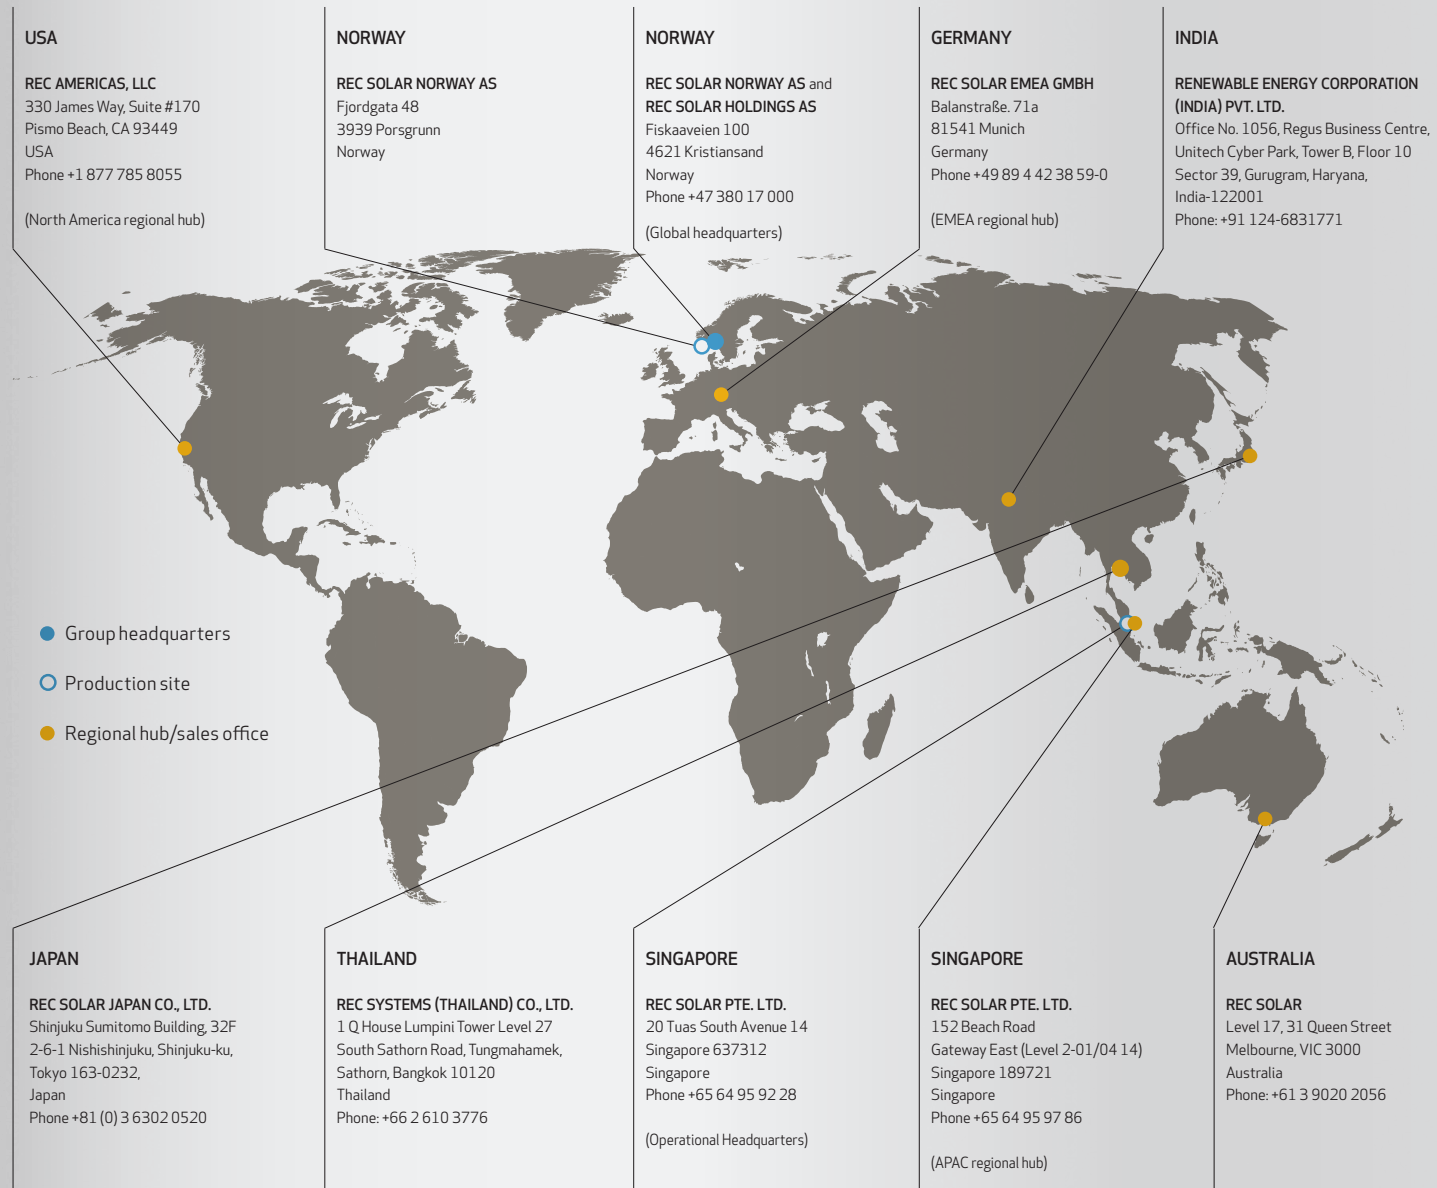 USA
REC AMERICAS, LLC
330 James Way, Suite #170
Pismo Beach, CA 93449
USA
Phone +1 877 785 8055
(North America regional hub)
NORWAY
REC SOLAR NORWAY AS
Fjordgata 48
3939 Porsgrunn
Norway
NORWAY
REC SOLAR NORWAY AS and
REC SOLAR HOLDINGS AS
Fiskaaveien 100
4621 Kristiansand
Norway
Phone +47 380 17 000
(Global headquarters)
GERMANY
REC SOLAR EMEA GMBH
Balanstraße. 71a
81541 Munich
Germany
Phone +49 89 4 42 38 59-0
(EMEA regional hub)
INDIA
RENEWABLE ENERGY CORPORATION
(INDIA) PVT. LTD.
Office No. 1056, Regus Business Centre,
Unitech Cyber Park, Tower B, Floor 10
Sector 39, Gurugram, Haryana,
India-122001
Phone: +91 124-6831771
Group headquarters
Production site
Regional hub/sales office
JAPAN
REC SOLAR JAPAN CO., LTD.
Shinjuku Sumitomo Building, 32F
2-6-1 Nishishinjuku, Shinjuku-ku,
Tokyo 163-0232,
Japan
Phone +81 (0) 3 6302 0520
THAILAND
REC SYSTEMS (THAILAND) CO., LTD.
1 Q House Lumpini Tower Level 27
South Sathorn Road, Tungmahamek,
Sathorn, Bangkok 10120
Thailand
Phone: +66 2 610 3776
SINGAPORE
REC SOLAR PTE. LTD.
20 Tuas South Avenue 14
Singapore 637312
Singapore
Phone +65 64 95 92 28
(Operational Headquarters)
SINGAPORE
REC SOLAR PTE. LTD.
152 Beach Road
Gateway East (Level 2-01/04 14)
Singapore 189721
Singapore
Phone +65 64 95 97 86
(APAC regional hub)
AUSTRALIA
REC SOLAR
Level 17, 31 Queen Street
Melbourne, VIC 3000
Australia
Phone: +61 3 9020 2056